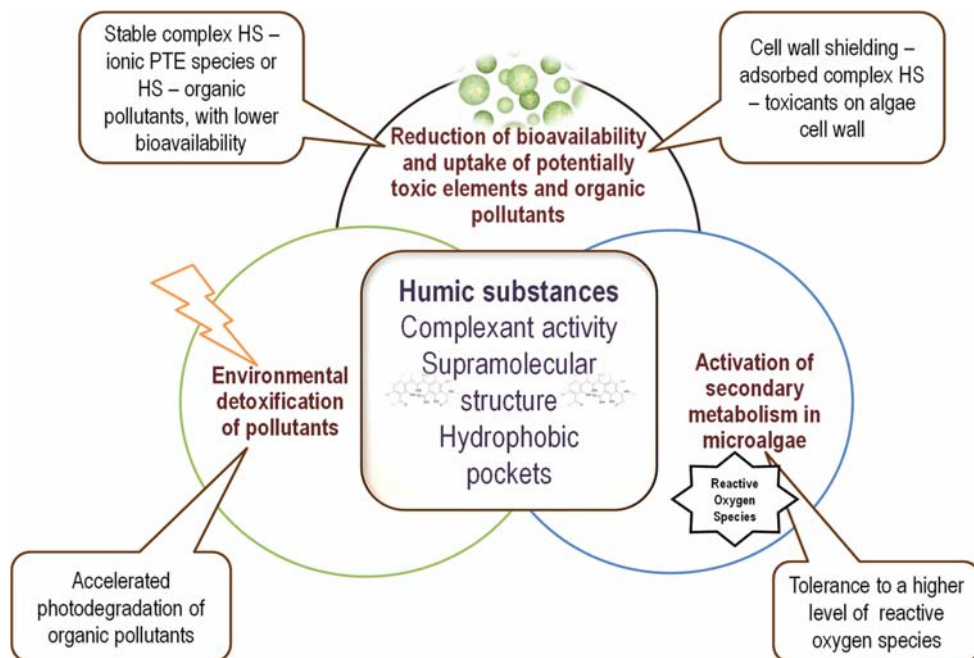 Stable complex HS –
ionic PTE species or
HS – organic
pollutants, with lower
bioavailability
Cell wall shielding –
adsorbed complex HS
– toxicants on algae
cell wall
Reduction of bioavailability
and uptake of potentially
toxic elements and organic
pollutants
Humic substances
Complexant activity
Supramolecular
structure
Hydrophobic
pockets
Environmental
detoxification
of pollutants
Activation of
secondary
metabolism in
microalgae
Reactive
Oxygen
Species
Accelerated
photodegradation of
organic pollutants
Tolerance to a higher
level of reactive
oxygen species